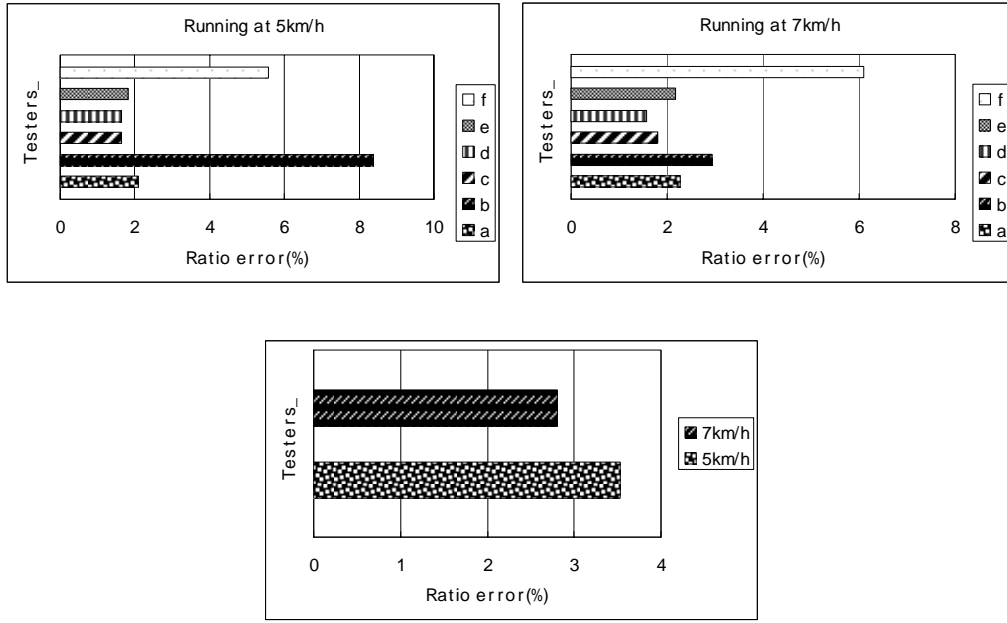 Running at 5km/h
Testers_
f
e
d
c
b
a
0 2 4 6 8 10
Ratio error(%)
Running at 7km/h
Testers_
f
e
d
c
b
a
0 2 4 6 8
Ratio error(%)
Testers_
7km/h
5km/h
0 1 2 3 4
Ratio error(%)